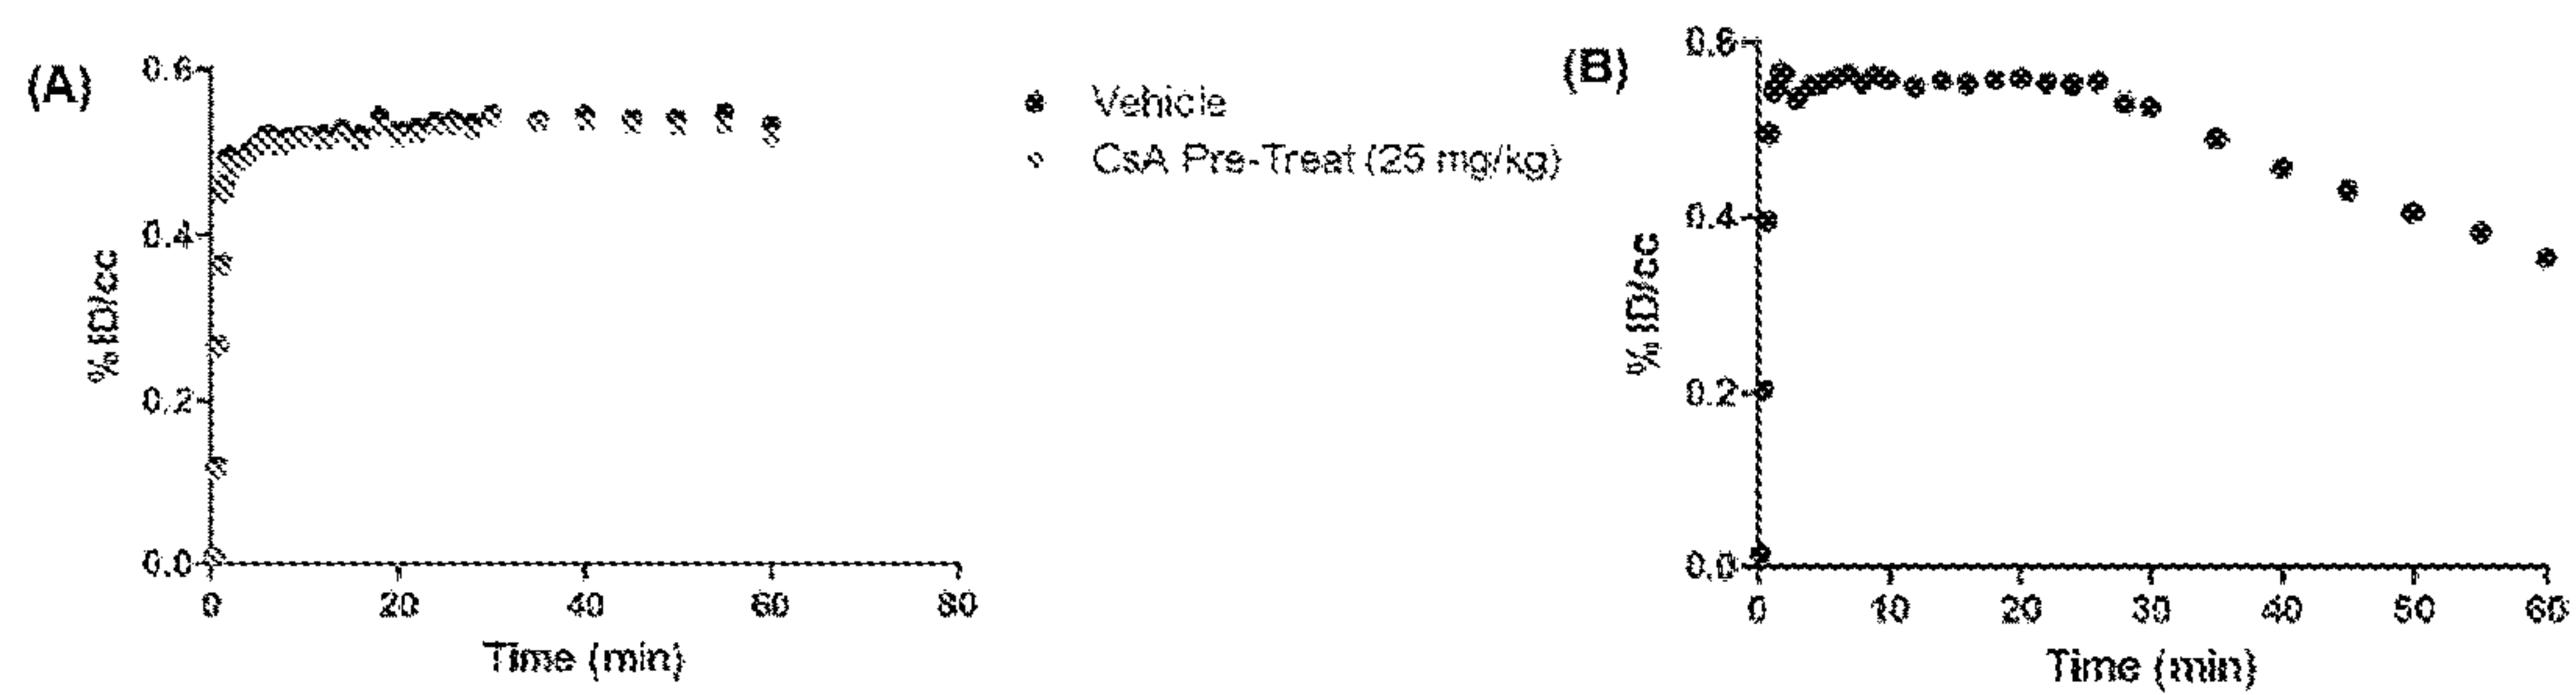 (A)
% ID/cc
0.6
0.4
0.2
0.0
0 20 40 60 80
Time (min)
Vehicle
CsA Pre-Treat (25 mg/kg)
(B)
% ID/cc
0.6
0.4
0.2
0.0
0 10 20 30 40 50 60
Time (min)